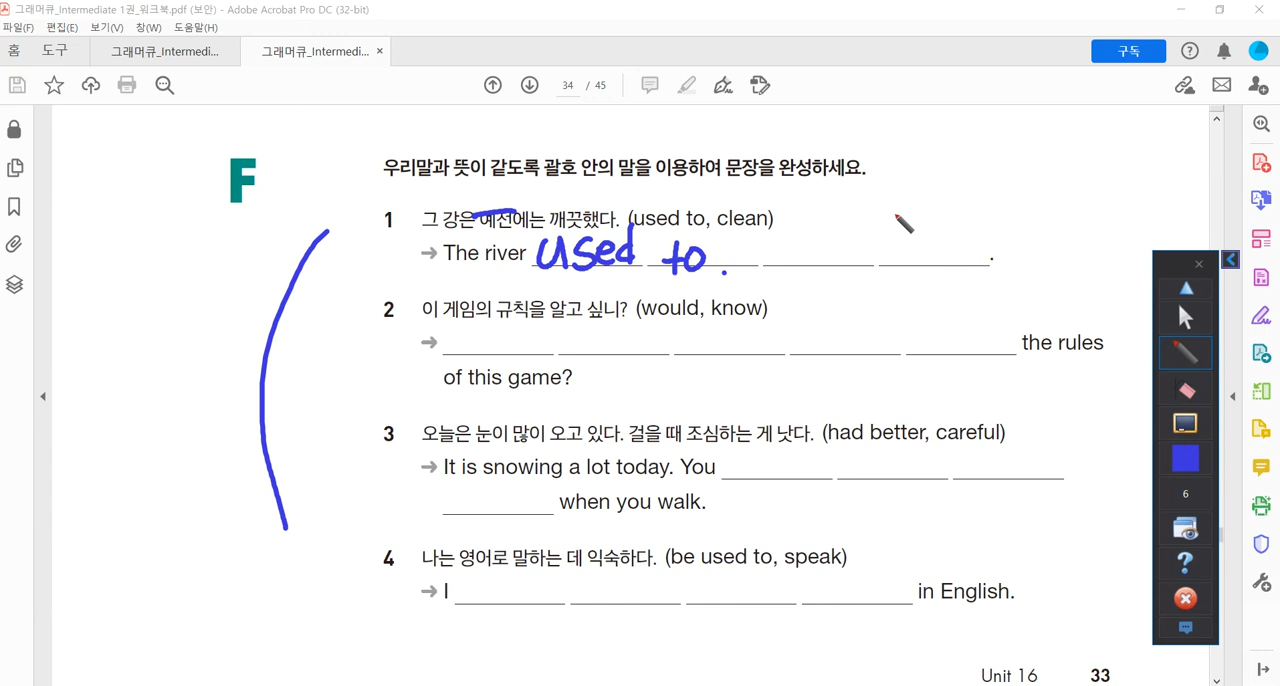 그래머큐_Intermediate 1권_워크북.pdf (보안) - Adobe Acrobat Pro DC (32-bit)
파일(F) 편집(E) 보기(V) 창(W) 도움말(H)
홈 도구 그래머큐_Intermedi... 그래머큐_Intermedi... × 구독
34 / 45
F
우리말과 뜻이 같도록 괄호 안의 말을 이용하여 문장을 완성하세요.
1 그 강은 예전에는 깨끗했다. (used to, clean)
➔ The river used to .
2 이 게임의 규칙을 알고 싶니? (would, know)
➔ the rules
of this game?
3 오늘은 눈이 많이 오고 있다. 걸을 때 조심하는 게 낫다. (had better, careful)
➔ It is snowing a lot today. You
when you walk.
4 나는 영어로 말하는 데 익숙하다. (be used to, speak)
➔ I in English.
Unit 16 33
6